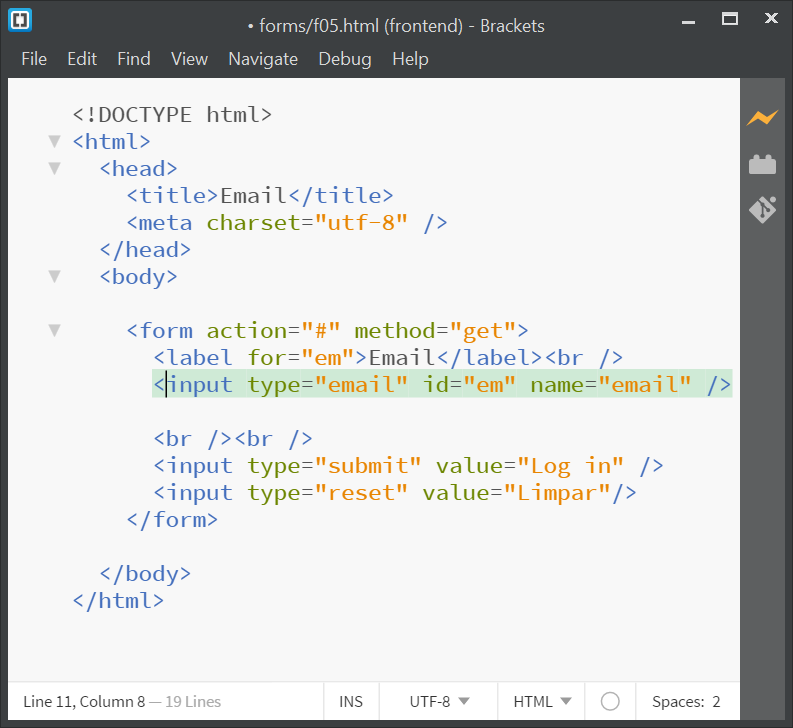 • forms/f05.html (frontend) - Brackets
File Edit Find View Navigate Debug Help
<!DOCTYPE html>
<html>
<head>
<title>Email</title>
<meta charset="utf-8" />
</head>
<body>
<form action="#" method="get">
<label for="em">Email</label><br />
<input type="email" id="em" name="email" />
<br /><br />
<input type="submit" value="Log in" />
<input type="reset" value="Limpar"/>
</form>
</body>
</html>
Line 11, Column 8 — 19 Lines INS UTF-8 HTML Spaces: 2